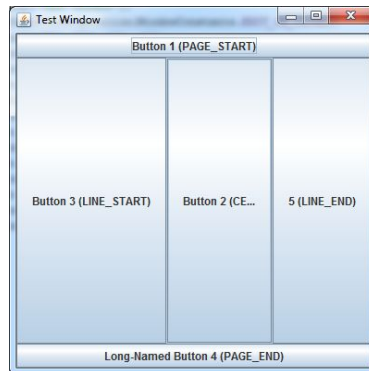 Test Window
Button 1 (PAGE_START)
Button 3 (LINE_START)
Button 2 (CE...
5 (LINE_END)
Long-Named Button 4 (PAGE_END)